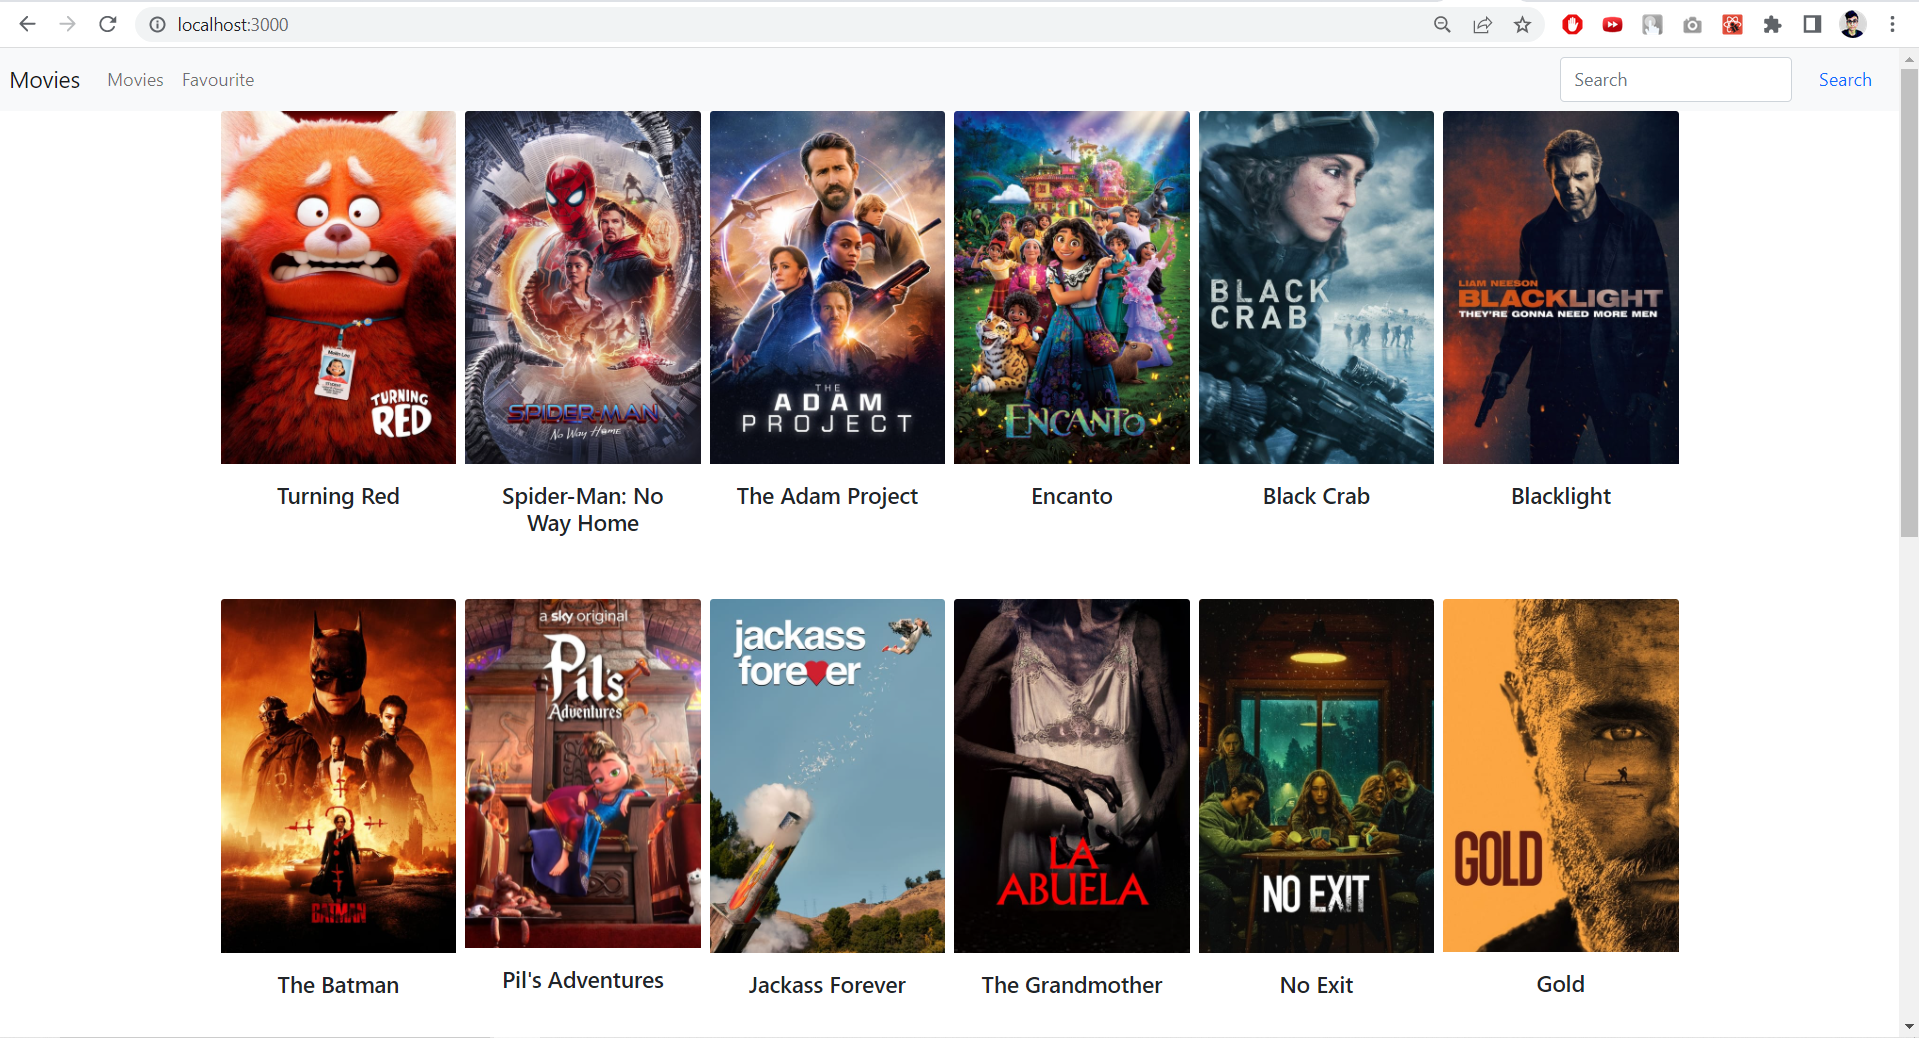 localhost:3000
Movies
Movies
Favourite
Search
Search
TURNING
RED
SPIDER-MAN
No Way Home
THE
ADAM
PROJECT
ENCANTO
BLACK
CRAB
LIAM NEESON
BLACKLIGHT
THEY'RE GONNA NEED MORE MEN
Turning Red
Spider-Man: No
Way Home
The Adam Project
Encanto
Black Crab
Blacklight
BATMAN
a sky original
Pil's
Adventures
jackass
forever
LA
ABUELA
NO EXIT
GOLD
The Batman
Pil's Adventures
Jackass Forever
The Grandmother
No Exit
Gold